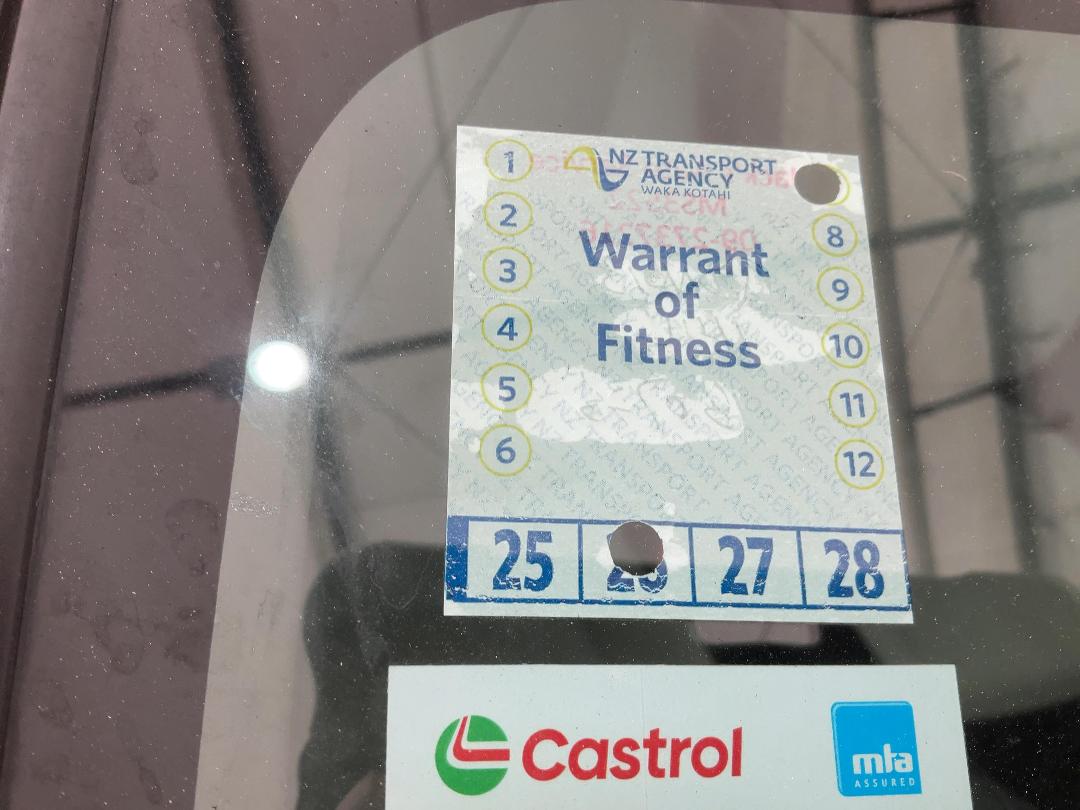 1
NZ TRANSPORT
AGENCY
WAKA KOTAHI
2
8
Warrant
of
Fitness
3
9
4
10
5
11
6
12
25
27
28
Castrol
mta
ASSURED